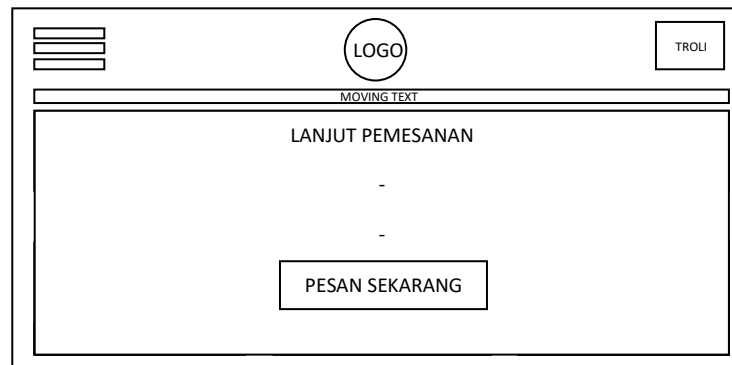 LOGO
TROLI
MOVING TEXT
LANJUT PEMESANAN
-
-
PESAN SEKARANG